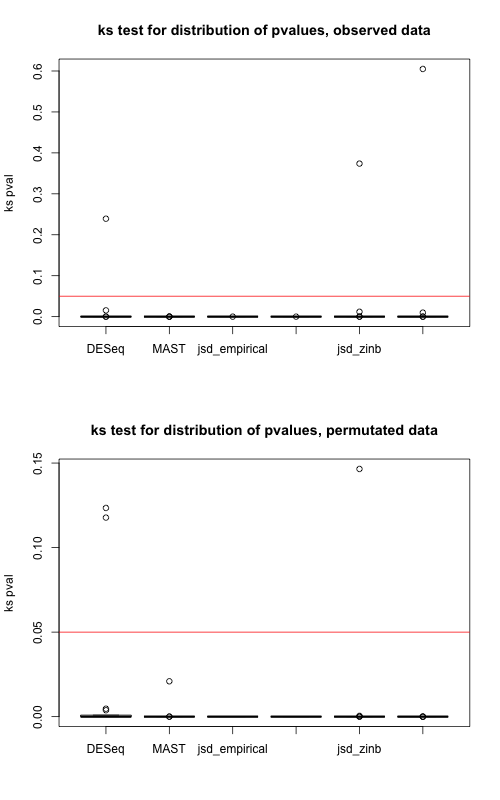 ks test for distribution of pvalues, observed data
ks pval
0.6
0.5
0.4
0.3
0.2
0.1
0.0
DESeq MAST jsd_empirical jsd_zinb
ks test for distribution of pvalues, permutated data
ks pval
0.15
0.10
0.05
0.00
DESeq MAST jsd_empirical jsd_zinb